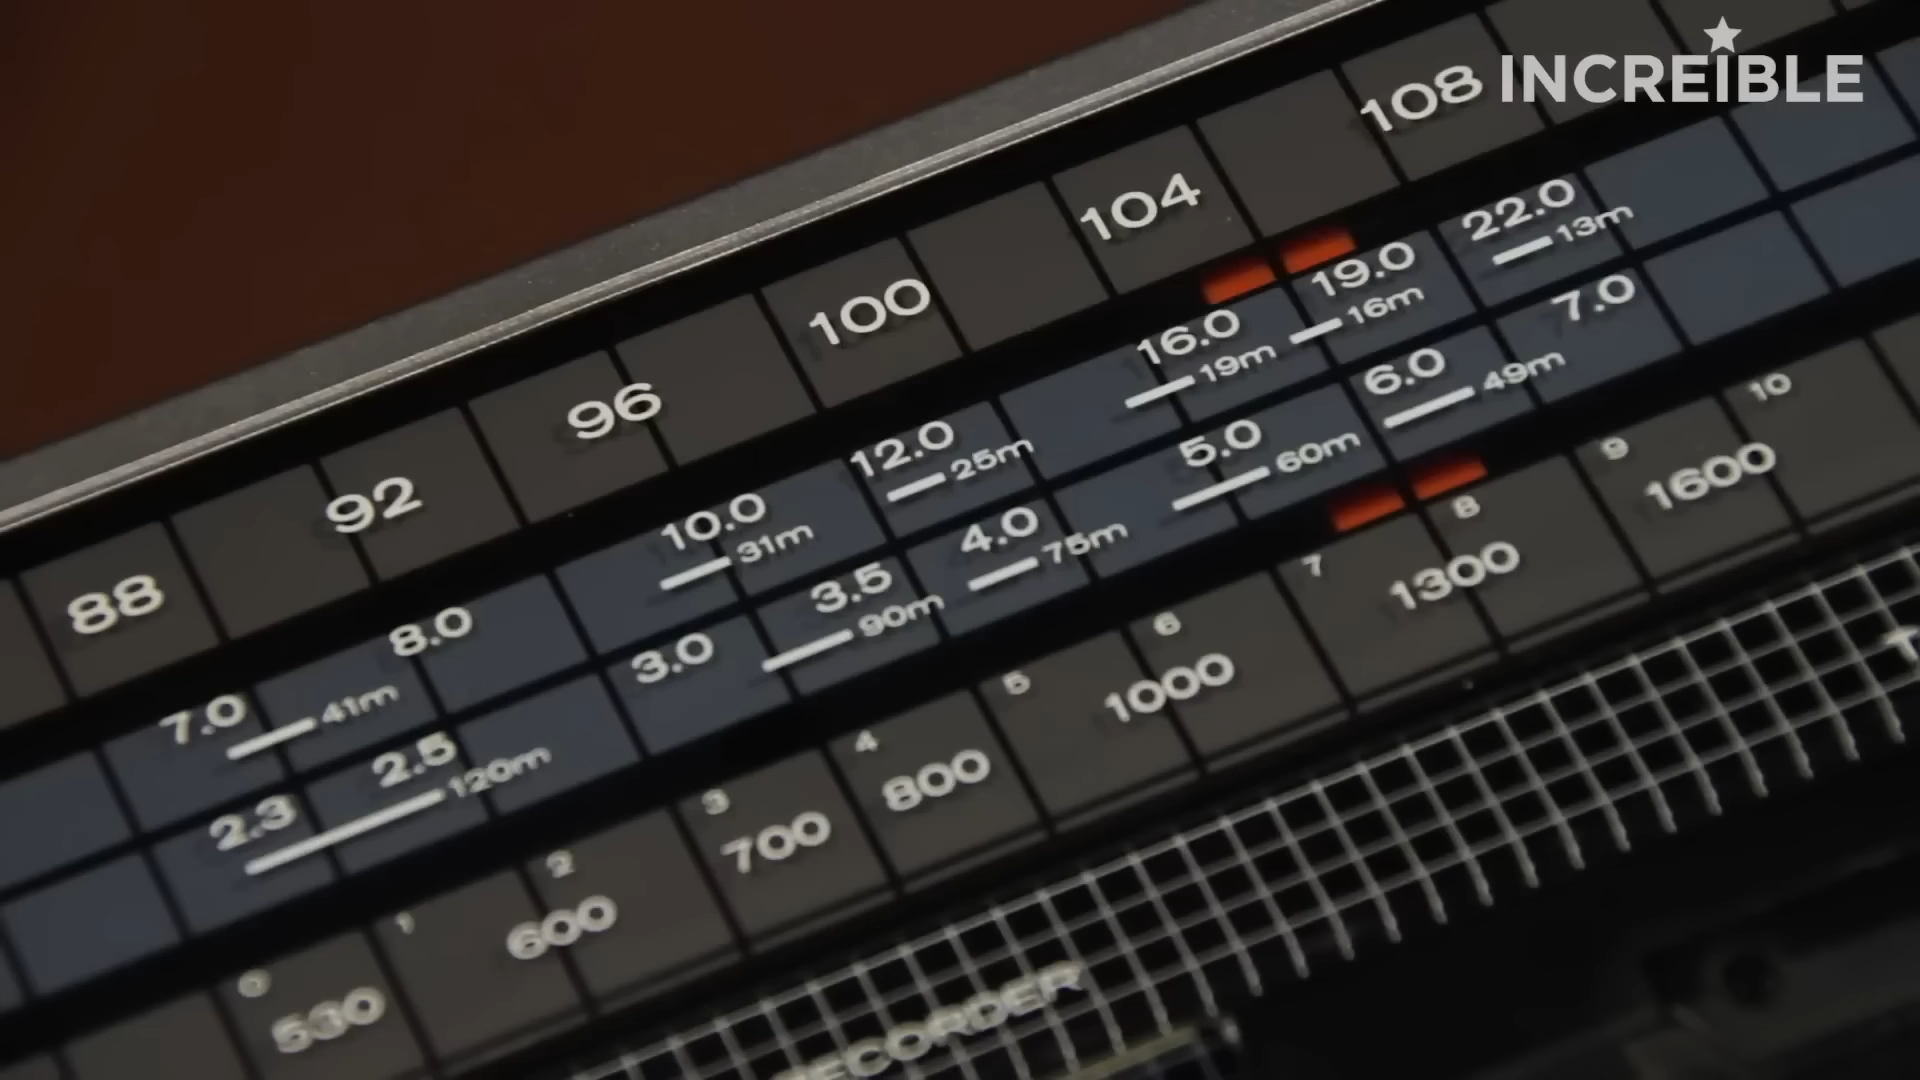 INCREÍBLE
88 92 96 100 104 108
7.0 8.0 10.0 12.0 16.0 19.0 22.0
41m 31m 25m 19m 16m 13m
2.3 2.5 3.0 3.5 4.0 5.0 6.0 7.0
120m 90m 75m 60m 49m
0 1 2 3 4 5 6 7 8 9 10
530 600 700 800 1000 1300 1600